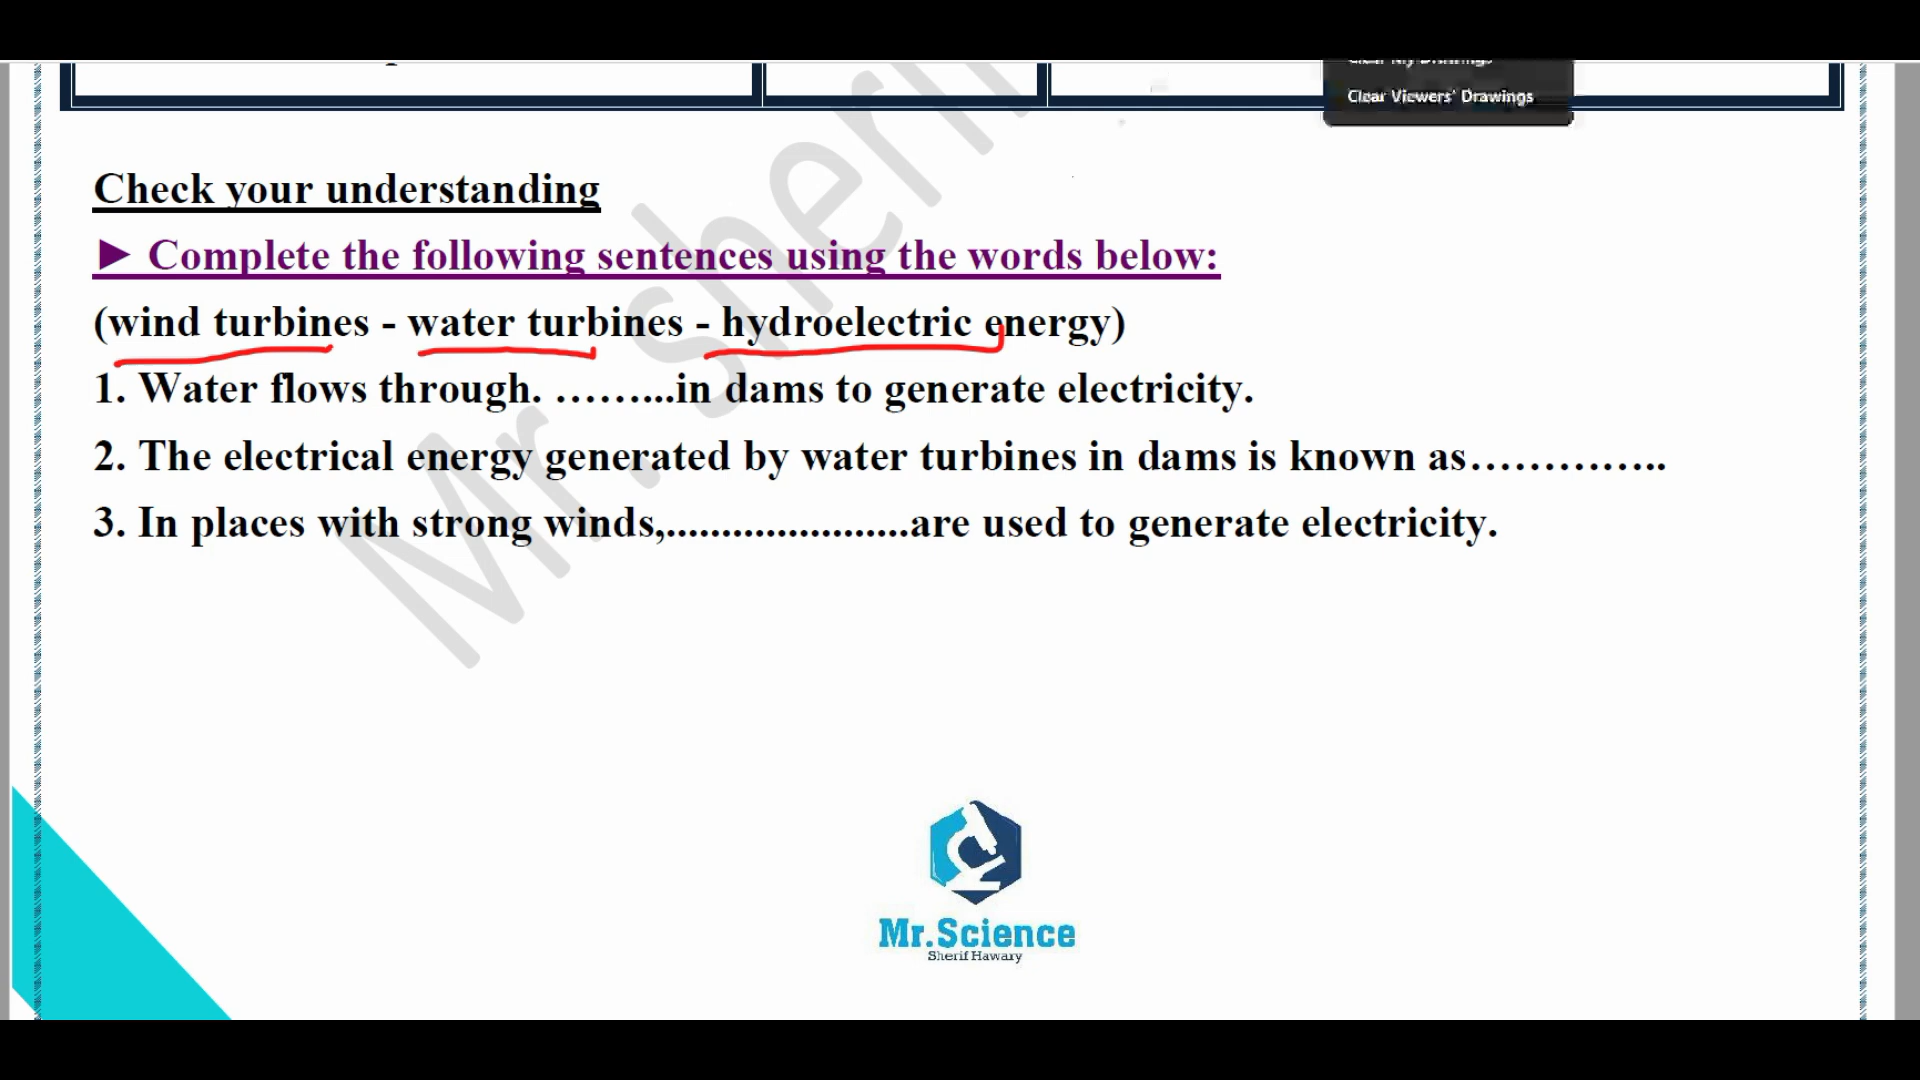 Clear Viewers' Drawings
Check your understanding
► Complete the following sentences using the words below:
(wind turbines - water turbines - hydroelectric energy)
1. Water flows through. ……...in dams to generate electricity.
2. The electrical energy generated by water turbines in dams is known as…………..
3. In places with strong winds,......................are used to generate electricity.
Mr. sheri
Mr.Science
Sherif Hawary